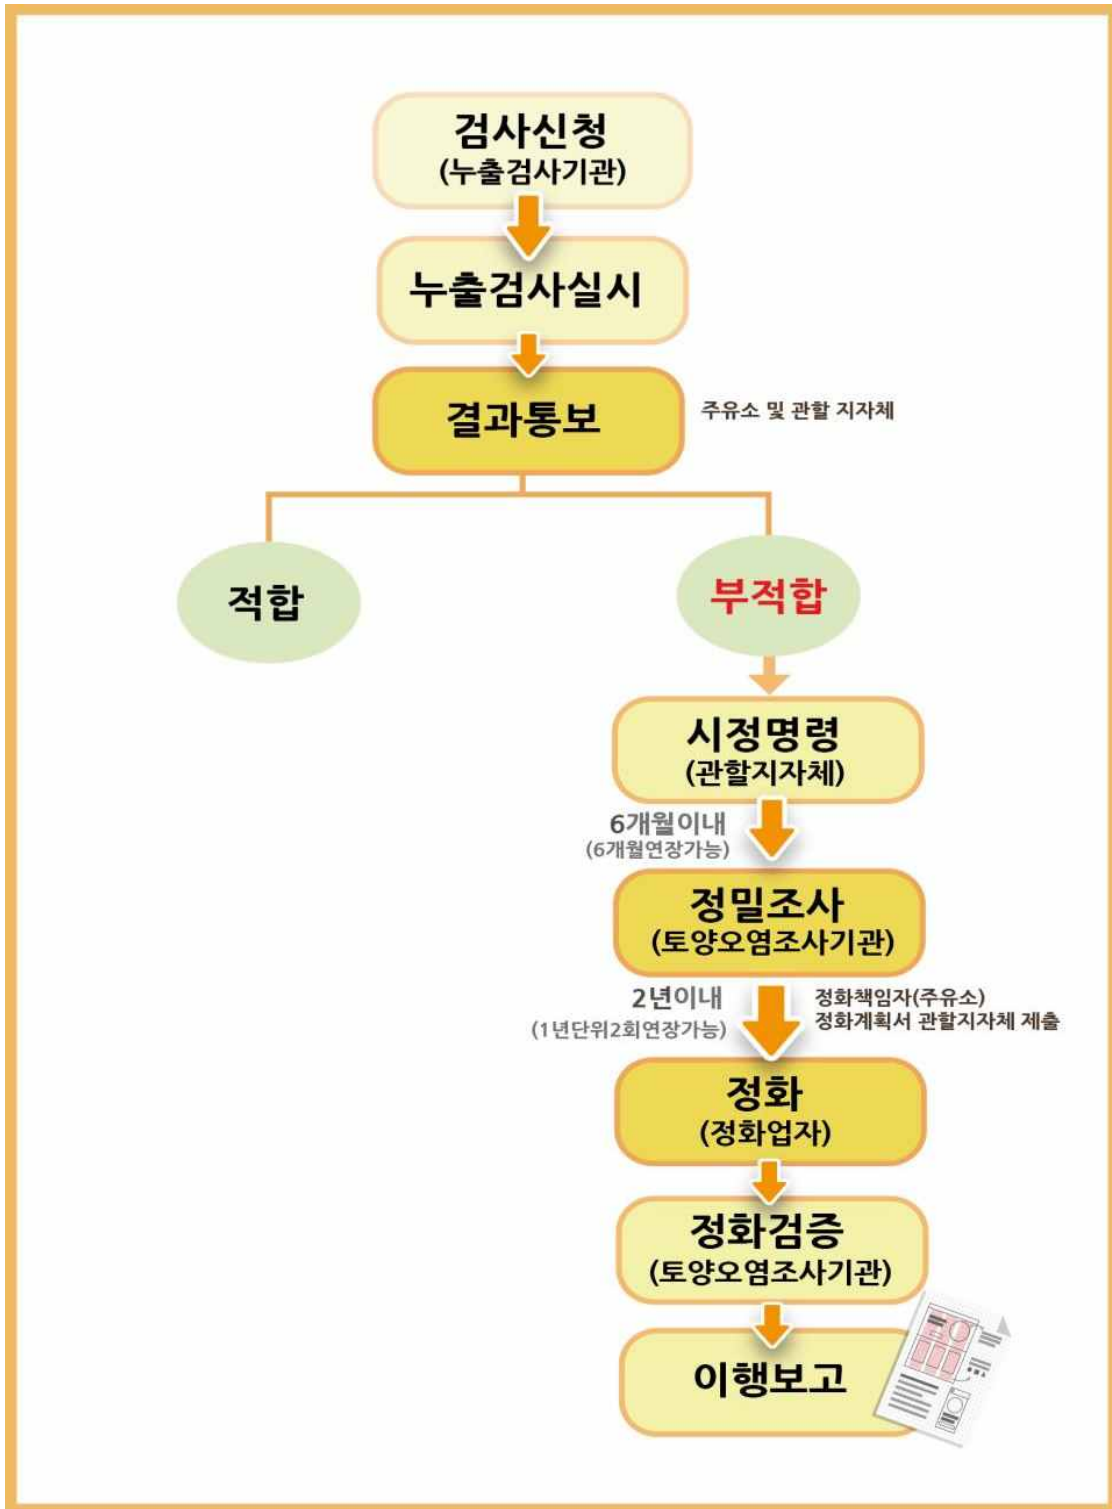 검사신청
(누출검사기관)
누출검사실시
결과통보
주유소 및 관할 지자체
적합
부적합
시정명령
(관할지자체)
6개월이내
(6개월연장가능)
정밀조사
(토양오염조사기관)
2년이내
(1년단위2회연장가능)
정화책임자(주유소)
정화계획서 관할지자체 제출
정화
(정화업자)
정화검증
(토양오염조사기관)
이행보고